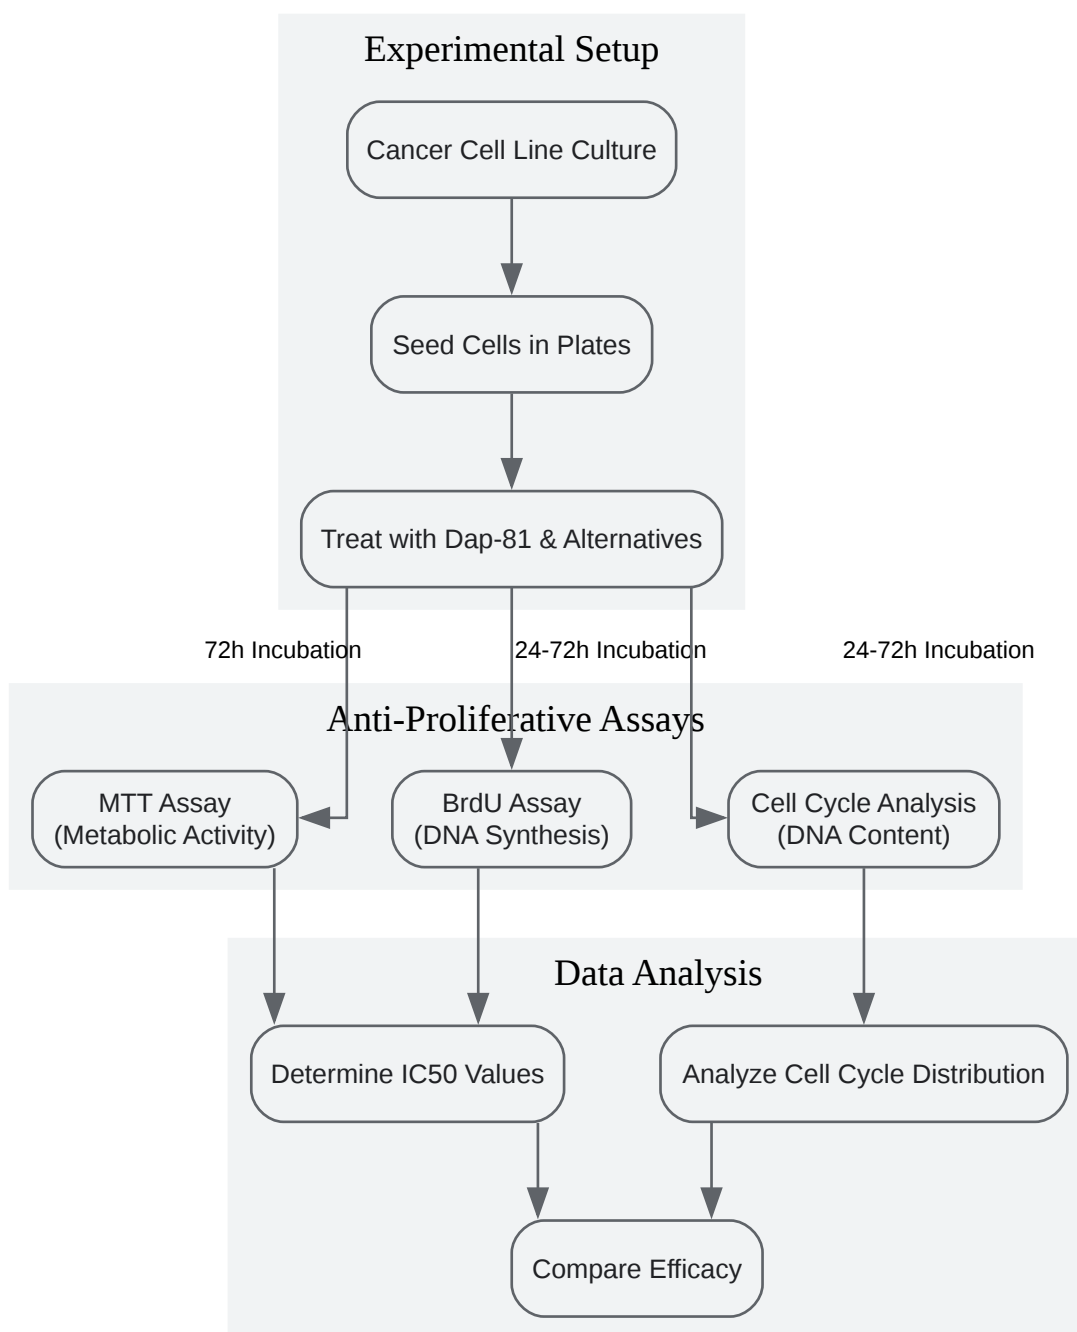 Experimental Setup
Cancer Cell Line Culture
Seed Cells in Plates
Treat with Dap-81 & Alternatives
72h Incubation
24-72h Incubation
24-72h Incubation
Anti-Proliferative Assays
MTT Assay
(Metabolic Activity)
BrdU Assay
(DNA Synthesis)
Cell Cycle Analysis
(DNA Content)
Data Analysis
Determine IC50 Values
Analyze Cell Cycle Distribution
Compare Efficacy